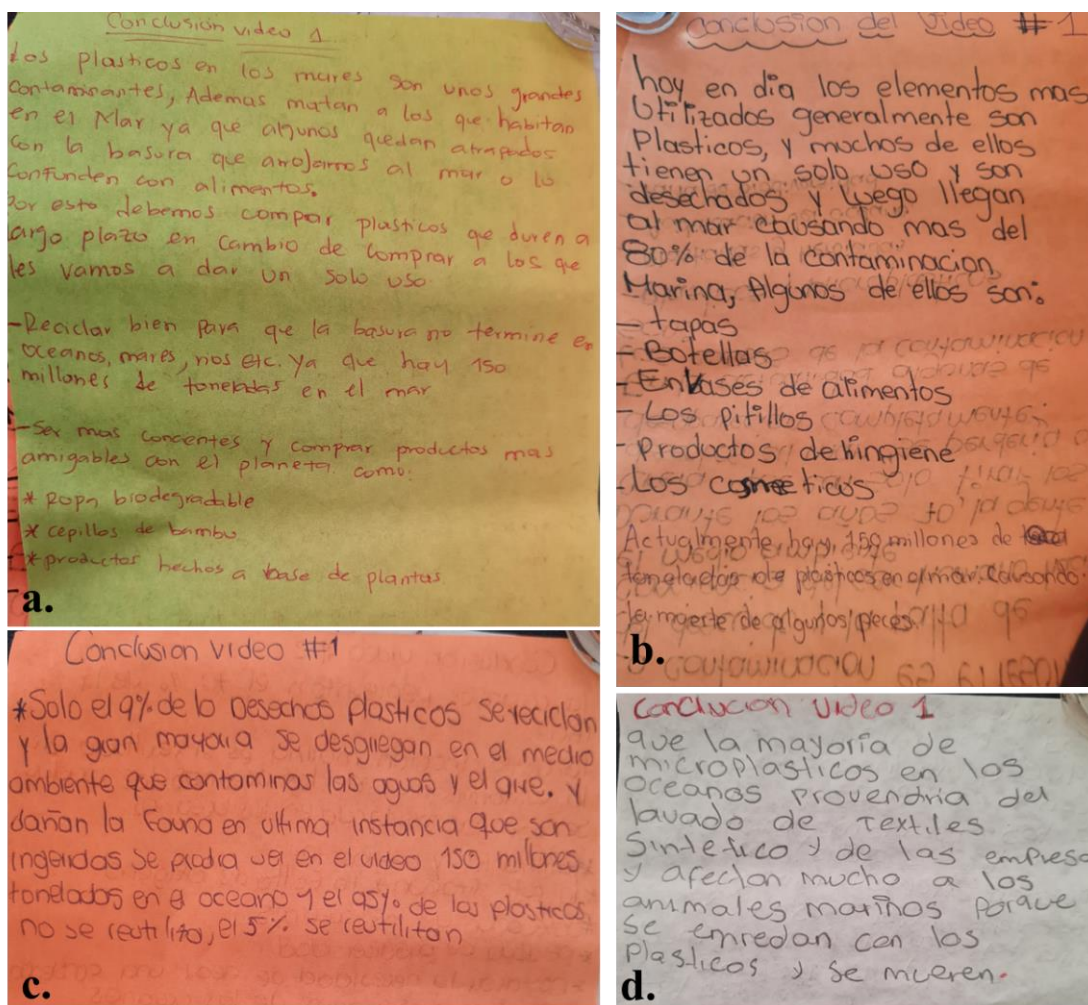 Conclusión video 1
Los plasticos en los mares son unos grandes
contaminantes, Ademas matan a los que habitan
en el Mar ya que algunos quedan atrapados
con la basura que arrojamos al mar o lo
confunden con alimentos.
por esto debemos compar plasticos que duren a
largo plazo en cambio de comprar a los que
les vamos a dar un solo uso.
-Reciclar bien para que la basura no termine en
oceanos, mares, rios etc. ya que hay 150
millones de toneladas en el mar
-Ser mas concentes y comprar productos mas
amigables con el planeta como:
* Ropa biodegradable
* cepillos de bambu
* productos hechos a base de plantas
a.
Conclosion del Video #1
hoy en dia los elementos mas
Utilizados generalmente son
Plasticos, y muchos de ellos
tienen un solo uso y son
desechados y luego llegan
al mar causando mas del
80% de la contaminacion
Marina, Algunos de ellos son:
- tapas
- Botellas
- Envases de alimentos
- Los pitillos
- Productos de hingiene
- Los cosmeticos
Actualmente hay 150 millones de
toneladas de plasticos en el mar causando
la muerte de algunos peces
b.
Conclusion video #1
*Solo el 9% de lo Desechos plasticos se reciclan
y la gran mayoria se desgregan en el medio
ambiente que contaminas las aguas y el aire. y
dañan la fauna en ultima instancia que son
ingeridas se podia ver en el video 150 millones
toneladas en e oceano y el 95% de las plasticos
no se reutilizo, el 5% se reutilitan
c.
Conclucion video 1
que la mayoría de
microplasticos en los
oceanos provendria del
lavado de textiles
Sintetico y de las empresa
y afectan mucho a los
animales marinos porque
se enredan con los
Plasticos y se mueren.
d.